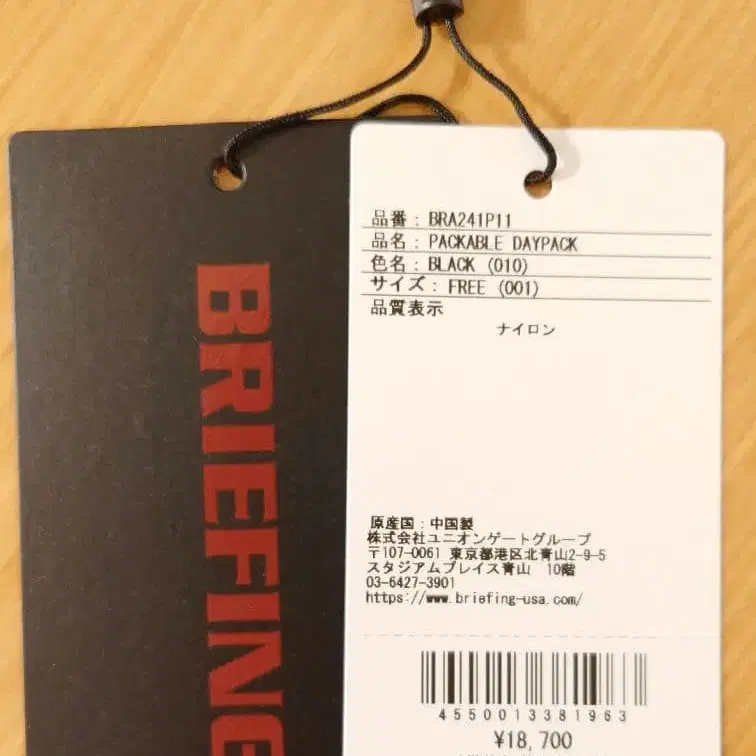 BRIEFING
品番：BRA241P11
品名：PACKABLE DAYPACK
色名：BLACK (010)
サイズ：FREE (001)
品質表示
ナイロン
原産国：中国製
株式会社ユニオンゲートグループ
〒107-0061 東京都港区北青山2-9-5
スタジアムプレイス青山　10階
03-6427-3901
https://www.briefing-usa.com/
4550013381963
¥18,700